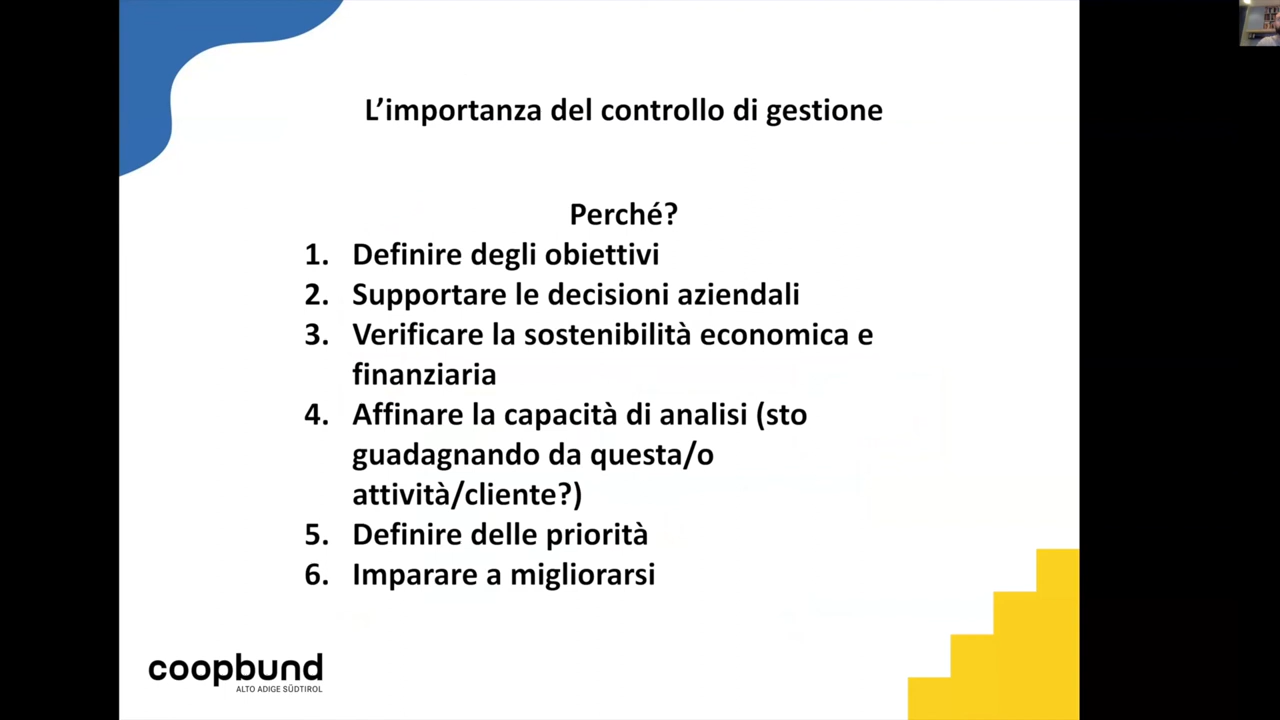 L’importanza del controllo di gestione
Perché?
1. Definire degli obiettivi
2. Supportare le decisioni aziendali
3. Verificare la sostenibilità economica e
finanziaria
4. Affinare la capacità di analisi (sto
guadagnando da questa/o
attività/cliente?)
5. Definire delle priorità
6. Imparare a migliorarsi
coopbund
ALTO ADIGE SÜDTIROL